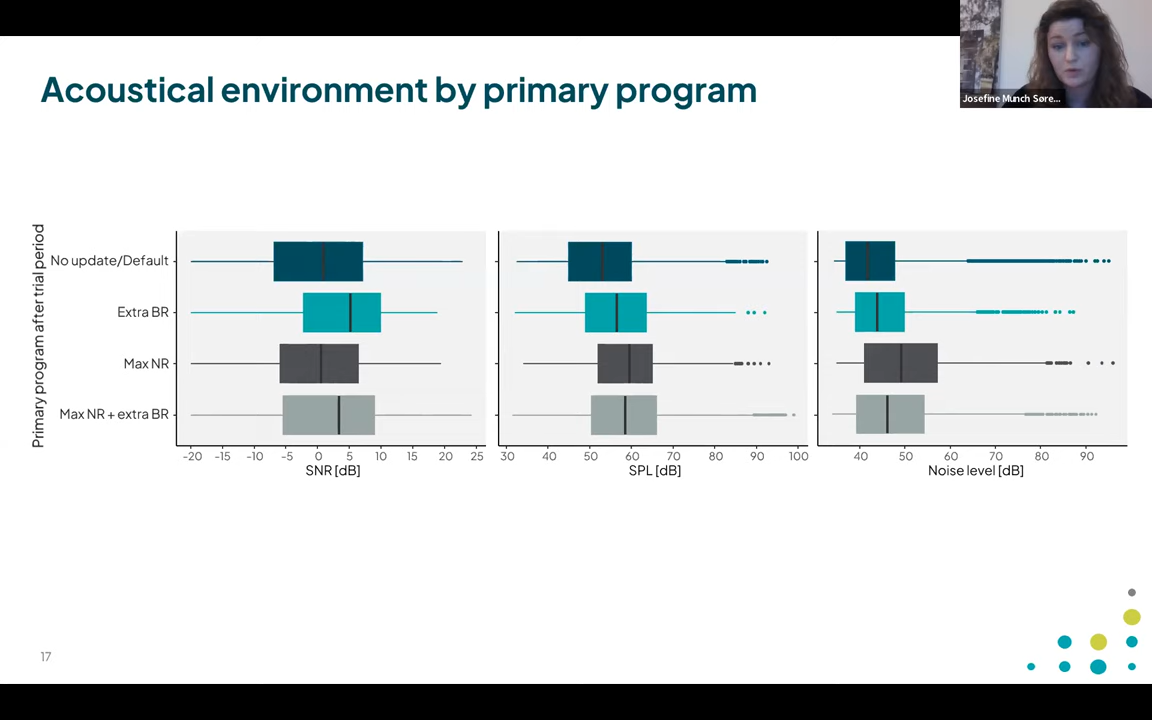 Josefine Munch Søre...
Acoustical environment by primary program
Primary program after trial period
No update/Default
Extra BR
Max NR
Max NR + extra BR
-20 -15 -10 -5 0 5 10 15 20 25
SNR [dB]
30 40 50 60 70 80 90 100
SPL [dB]
40 50 60 70 80 90
Noise level [dB]
17